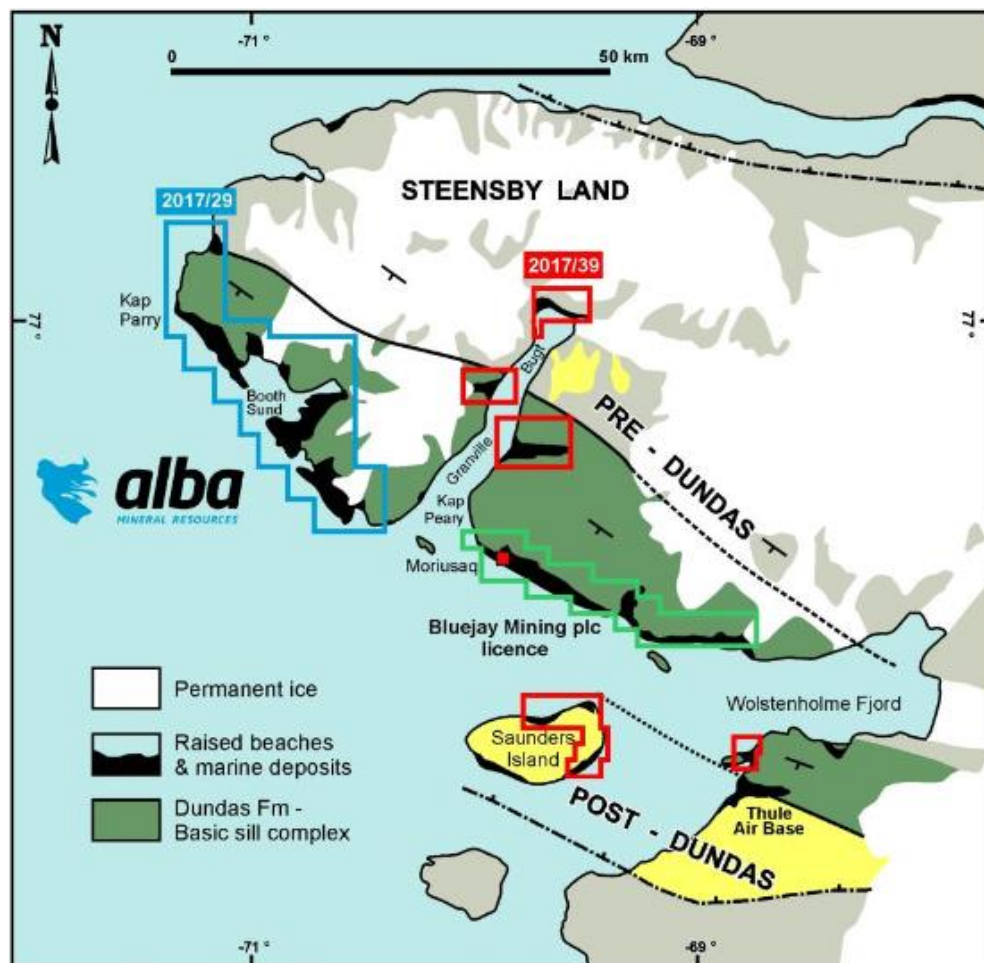 N
-71 °
-69 °
0
50 km
STEENSBY LAND
2017/29
2017/39
Kap
Parry
77°
77°
Bugt
Booth
Sund
PRE - DUNDAS
Granville
alba
MINERAL RESOURCES
Kap
Peary
Moriusaq
Bluejay Mining plc
licence
Permanent ice
Wolstenholme Fjord
Raised beaches
& marine deposits
Saunders
Island
Dundas Fm -
Basic sill complex
POST - DUNDAS
Thule
Air Base
-71 °
-69 °